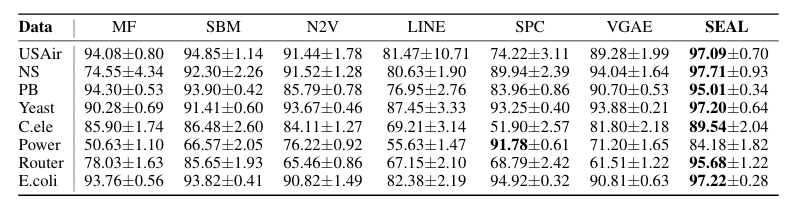 Data MF SBM N2V LINE SPC VGAE SEAL
USAir 94.08±0.80 94.85±1.14 91.44±1.78 81.47±10.71 74.22±3.11 89.28±1.99 97.09±0.70
NS 74.55±4.34 92.30±2.26 91.52±1.28 80.63±1.90 89.94±2.39 94.04±1.64 97.71±0.93
PB 94.30±0.53 93.90±0.42 85.79±0.78 76.95±2.76 83.96±0.86 90.70±0.53 95.01±0.34
Yeast 90.28±0.69 91.41±0.60 93.67±0.46 87.45±3.33 93.25±0.40 93.88±0.21 97.20±0.64
C.ele 85.90±1.74 86.48±2.60 84.11±1.27 69.21±3.14 51.90±2.57 81.80±2.18 89.54±2.04
Power 50.63±1.10 66.57±2.05 76.22±0.92 55.63±1.47 91.78±0.61 71.20±1.65 84.18±1.82
Router 78.03±1.63 85.65±1.93 65.46±0.86 67.15±2.10 68.79±2.42 61.51±1.22 95.68±1.22
E.coli 93.76±0.56 93.82±0.41 90.82±1.49 82.38±2.19 94.92±0.32 90.81±0.63 97.22±0.28